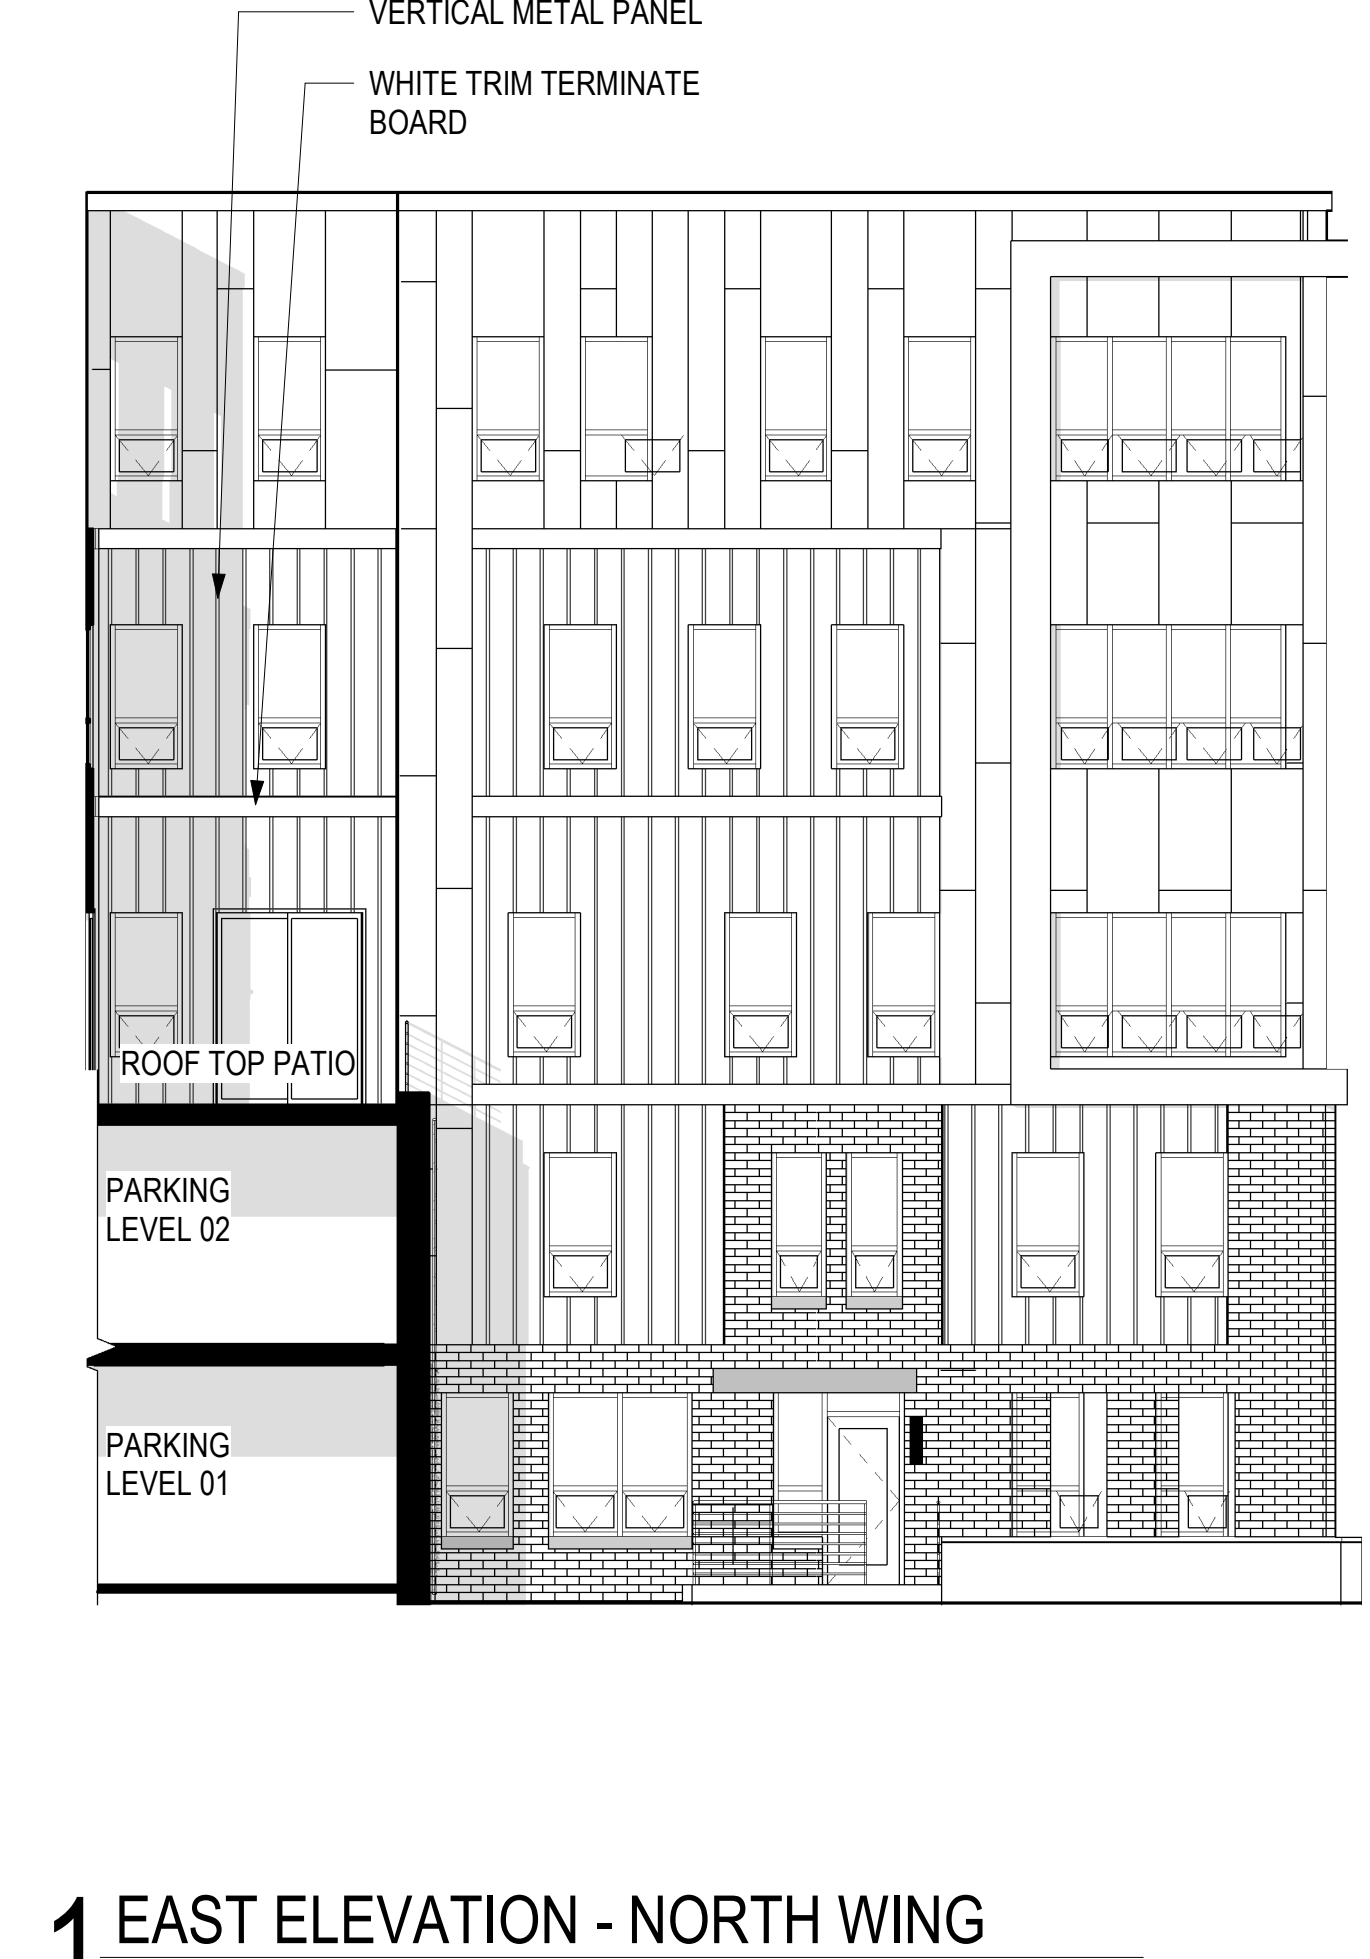 VERTICAL METAL PANEL
WHITE TRIM TERMINATE
BOARD
ROOF TOP PATIO
PARKING
LEVEL 02
PARKING
LEVEL 01
1 EAST ELEVATION - NORTH WING